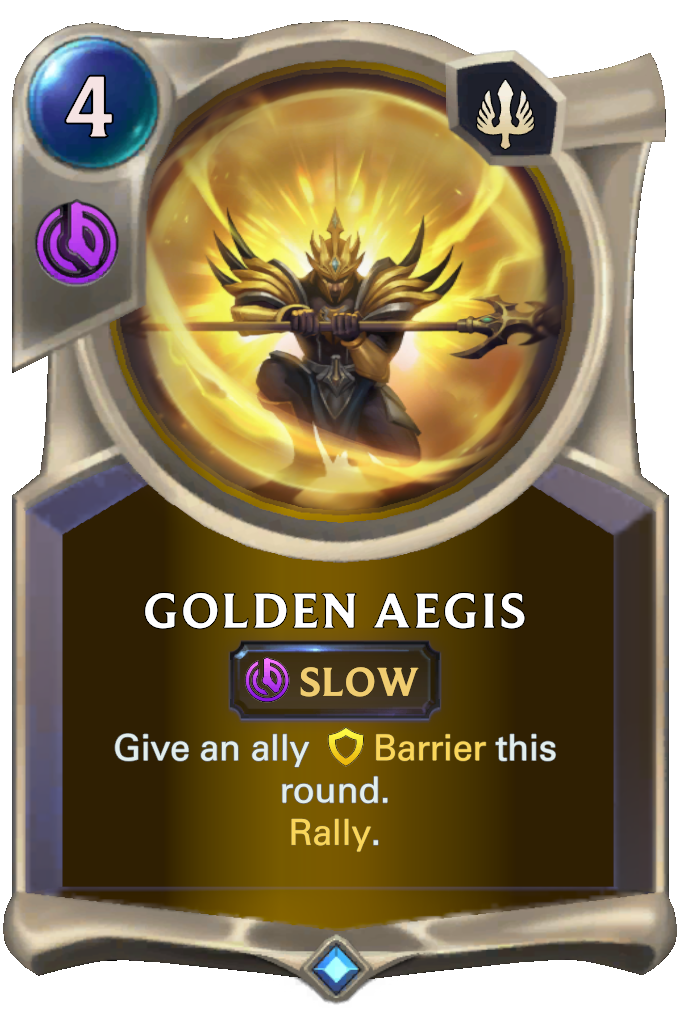 4
GOLDEN AEGIS
SLOW
Give an ally Barrier this
round.
Rally.